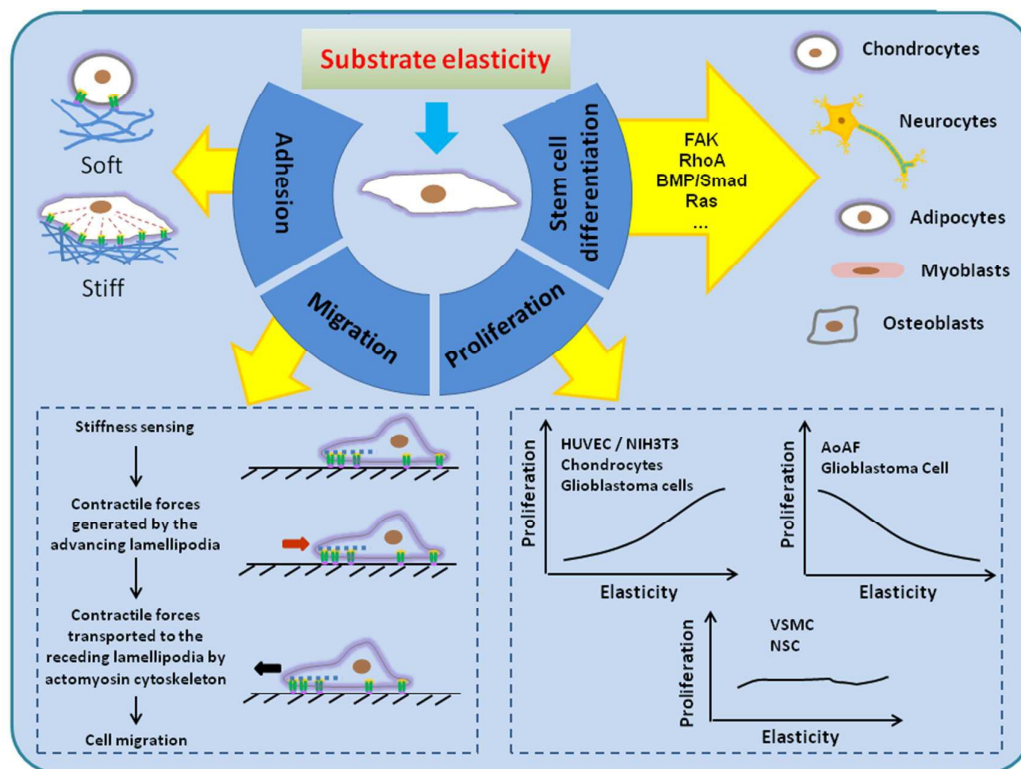 Substrate elasticity
Soft
Stiff
Adhesion
Migration
Proliferation
Stem cell
differentiation
FAK
RhoA
BMP/Smad
Ras
...
Chondrocytes
Neurocytes
Adipocytes
Myoblasts
Osteoblasts
Stiffness sensing
Contractile forces
generated by the
advancing lamellipodia
Contractile forces
transported to the
receding lamellipodia by
actomyosin cytoskeleton
Cell migration
Proliferation
HUVEC / NIH3T3
Chondrocytes
Glioblastoma cells
Elasticity
Proliferation
AoAF
Glioblastoma Cell
Elasticity
Proliferation
VSMC
NSC
Elasticity